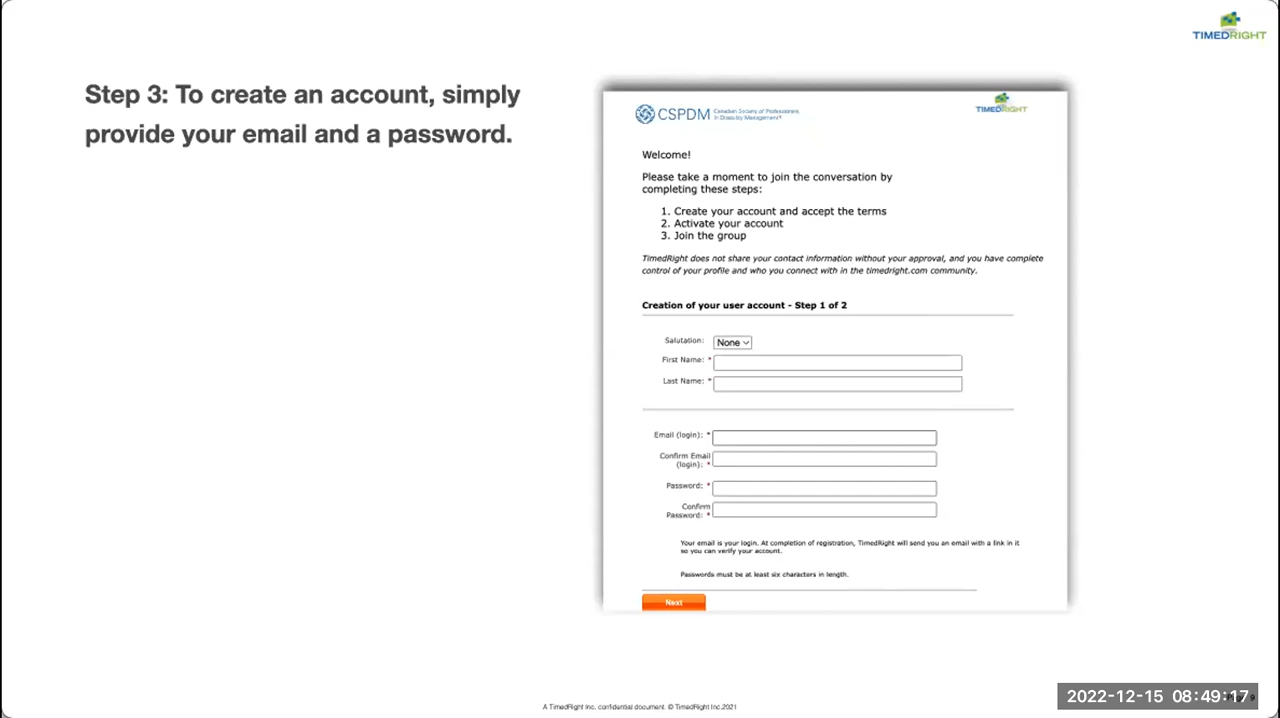 TIMEDRIGHT
Step 3: To create an account, simply
provide your email and a password.
CSPDM Canadian Society of Professionals
in Disability Management
TIMEDRIGHT
Welcome!
Please take a moment to join the conversation by
completing these steps:
1. Create your account and accept the terms
2. Activate your account
3. Join the group
TimedRight does not share your contact information without your approval, and you have complete
control of your profile and who you connect with in the timedright.com community.
Creation of your user account - Step 1 of 2
Salutation: None
First Name: *
Last Name: *
Email (login): *
Confirm Email
(login): *
Password: *
Confirm
Password: *
Your email is your login. At completion of registration, TimedRight will send you an email with a link in it
so you can verify your account.
Passwords must be at least six characters in length.
Next
A TimedRight Inc. confidential document. © TimedRight Inc.2021
2022-12-15 08:49:17